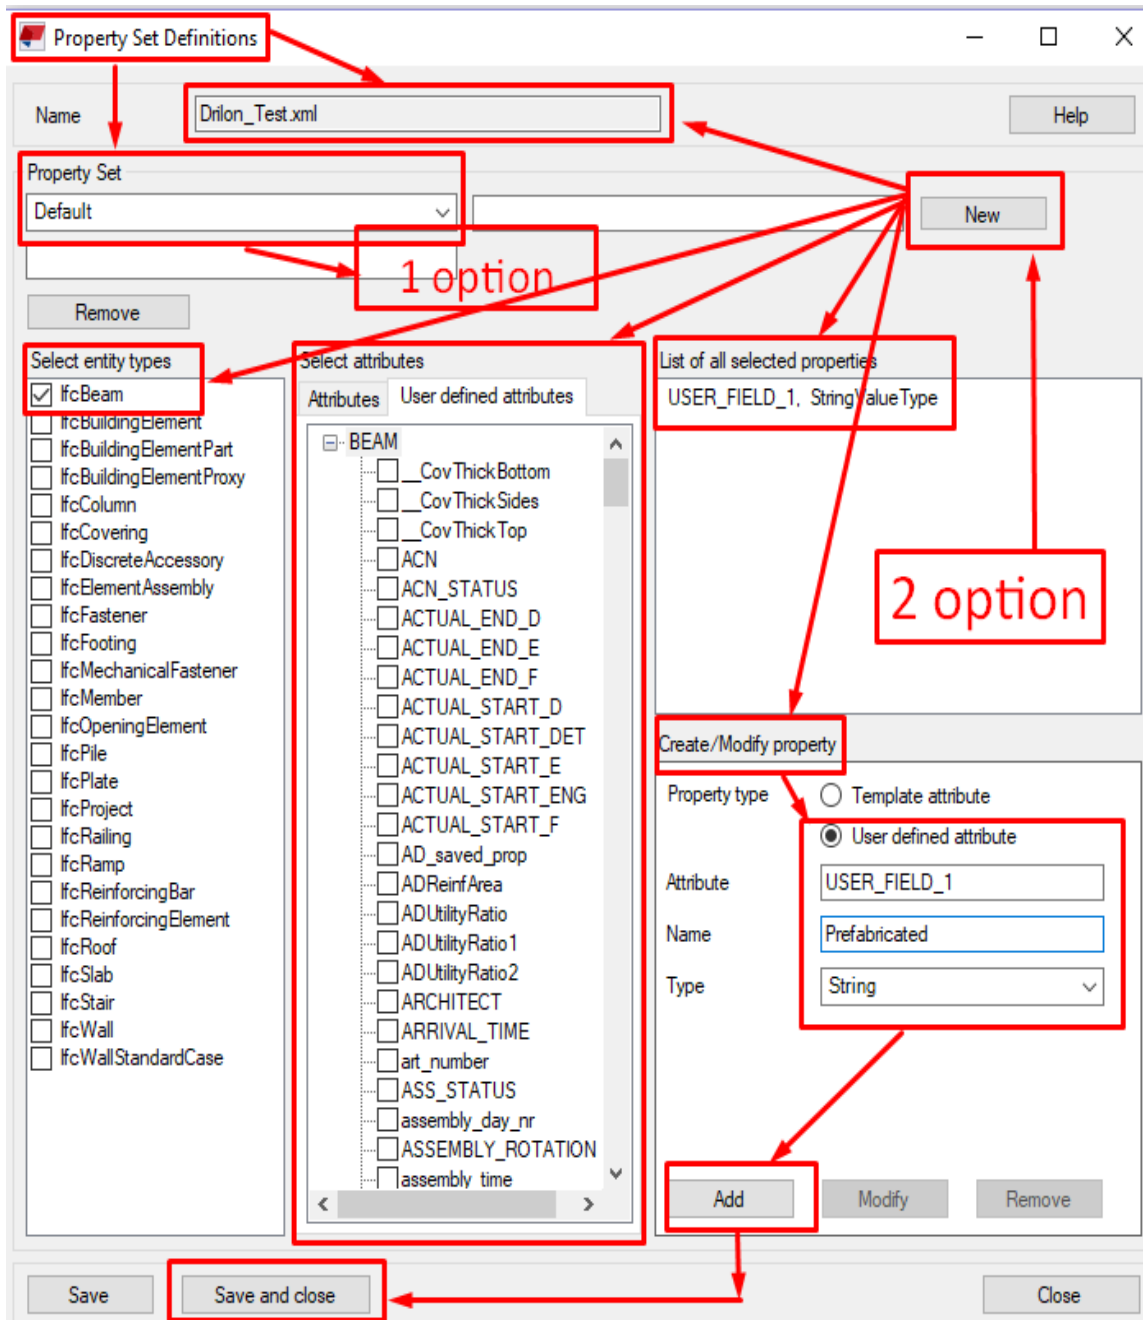 Property Set Definitions
Name
Drilon_Test.xml
Help
Property Set
Default
New
1 option
Remove
Select entity types
IfcBeam
IfcBuildingElement
IfcBuildingElementPart
IfcBuildingElementProxy
IfcColumn
IfcCovering
IfcDiscreteAccessory
IfcElementAssembly
IfcFastener
IfcFooting
IfcMechanicalFastener
IfcMember
IfcOpeningElement
IfcPile
IfcPlate
IfcProject
IfcRailing
IfcRamp
IfcReinforcingBar
IfcReinforcingElement
IfcRoof
IfcSlab
IfcStair
IfcWall
IfcWallStandardCase
Select attributes
Attributes
User defined attributes
BEAM
__CovThickBottom
__CovThickSides
__CovThickTop
ACN
ACN_STATUS
ACTUAL_END_D
ACTUAL_END_E
ACTUAL_END_F
ACTUAL_START_D
ACTUAL_START_DET
ACTUAL_START_E
ACTUAL_START_ENG
ACTUAL_START_F
AD_saved_prop
ADReinfArea
ADUtilityRatio
ADUtilityRatio1
ADUtilityRatio2
ARCHITECT
ARRIVAL_TIME
art_number
ASS_STATUS
assembly_day_nr
ASSEMBLY_ROTATION
assembly_time
List of all selected properties
USER_FIELD_1, StringValueType
2 option
Create/Modify property
Property type
Template attribute
User defined attribute
Attribute
USER_FIELD_1
Name
Prefabricated
Type
String
Add
Modify
Remove
Save
Save and close
Close